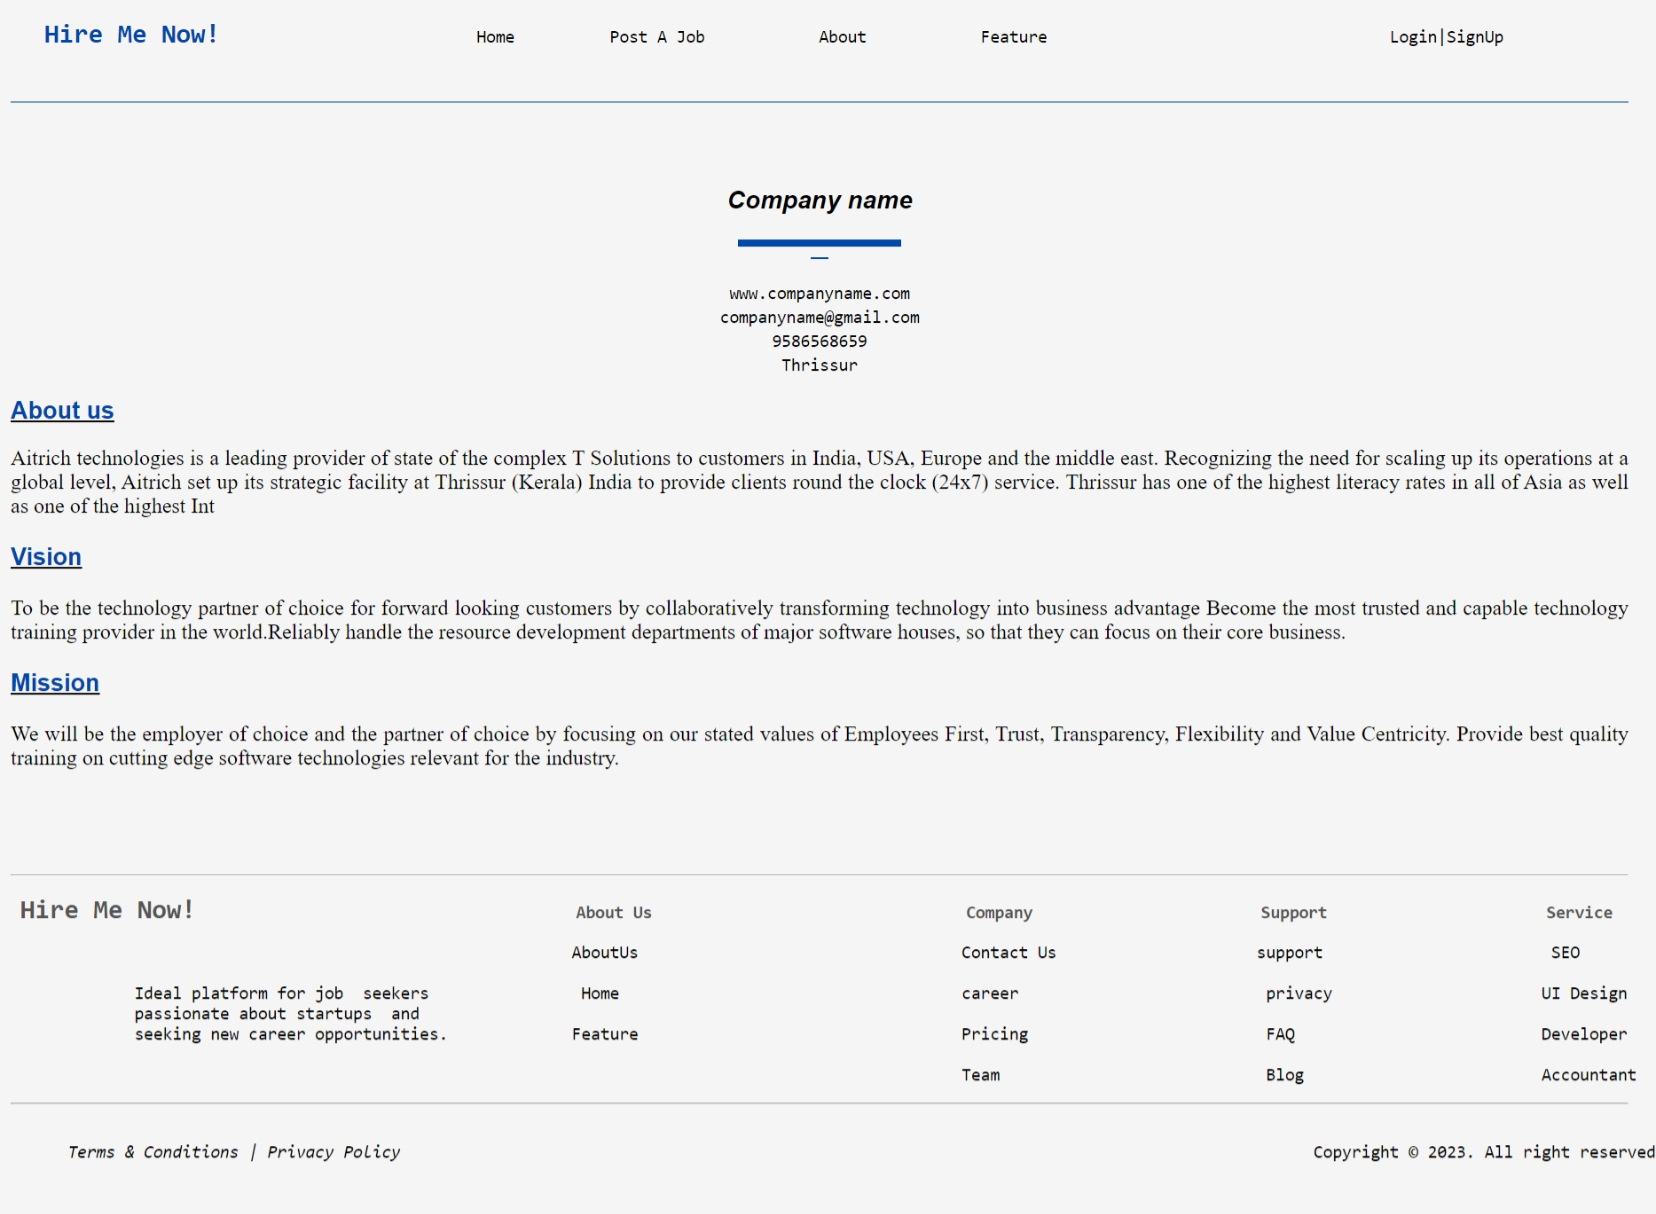 Hire Me Now!
Home Post A Job About Feature Login|SignUp
Company name
www.companyname.com
companyname@gmail.com
9586568659
Thrissur
About us
Aitrich technologies is a leading provider of state of the complex T Solutions to customers in India, USA, Europe and the middle east. Recognizing the need for scaling up its operations at a
global level, Aitrich set up its strategic facility at Thrissur (Kerala) India to provide clients round the clock (24x7) service. Thrissur has one of the highest literacy rates in all of Asia as well
as one of the highest Int
Vision
To be the technology partner of choice for forward looking customers by collaboratively transforming technology into business advantage Become the most trusted and capable technology
training provider in the world.Reliably handle the resource development departments of major software houses, so that they can focus on their core business.
Mission
We will be the employer of choice and the partner of choice by focusing on our stated values of Employees First, Trust, Transparency, Flexibility and Value Centricity. Provide best quality
training on cutting edge software technologies relevant for the industry.
Hire Me Now!
Ideal platform for job seekers
passionate about startups and
seeking new career opportunities.
About Us
AboutUs
Home
Feature
Company
Contact Us
career
Pricing
Team
Support
support
privacy
FAQ
Blog
Service
SEO
UI Design
Developer
Accountant
Terms & Conditions | Privacy Policy
Copyright © 2023. All right reserved